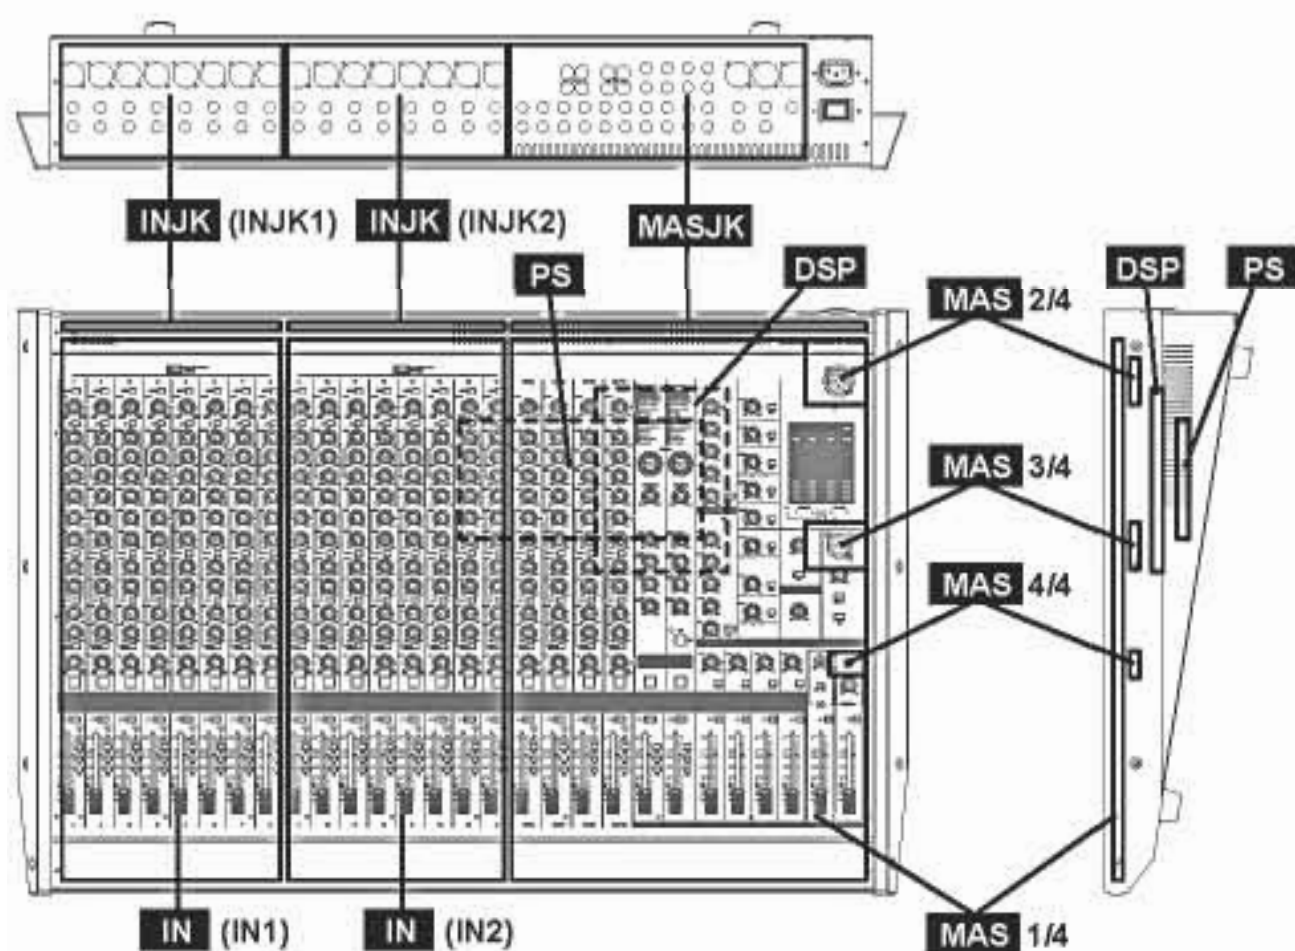 INJK (INJK1)
INJK (INJK2)
MASJK
PS
DSP
MAS 2/4
DSP
PS
MAS 3/4
MAS 4/4
IN (IN1)
IN (IN2)
MAS 1/4